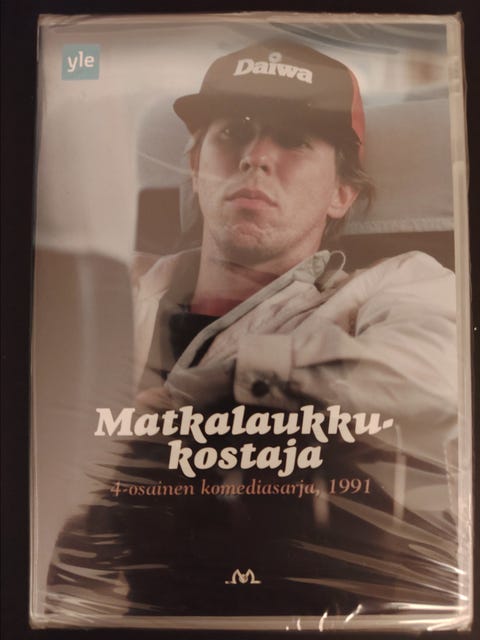 yle
Daiwa
Matkalaukku-
kostaja
4-osainen komediasarja, 1991